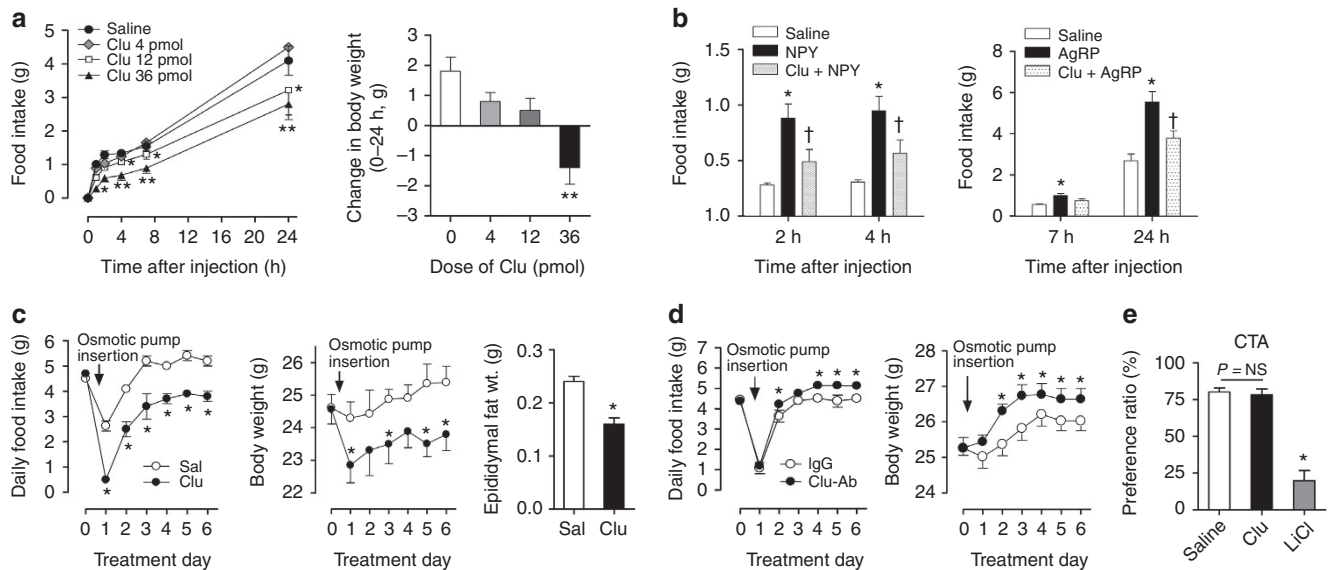 a
Saline
Clu 4 pmol
Clu 12 pmol
Clu 36 pmol
Food intake (g)
5
4
3
2
1
0
*
**
* ** **
* *
0 4 8 12 16 20 24
Time after injection (h)
Change in body weight
(0–24 h, g)
3
2
1
0
–1
–2
–3
**
0 4 12 36
Dose of Clu (pmol)
b
Saline
NPY
Clu + NPY
Food intake (g)
1.5
1.0
0.5
1.0
* † * †
2 h 4 h
Time after injection
Saline
AgRP
Clu + AgRP
Food intake (g)
8
6
4
2
0
* * †
7 h 24 h
Time after injection
c
Osmotic pump
insertion
Daily food intake (g)
6
5
4
3
2
1
0
* * * * * *
Sal
Clu
0 1 2 3 4 5 6
Treatment day
Osmotic pump
insertion
Body weight (g)
26
25
24
23
22
* * * *
0 1 2 3 4 5 6
Treatment day
Epididymal fat wt. (g)
0.3
0.2
0.1
0.0
*
Sal Clu
d
Osmotic pump
insertion
Daily food intake (g)
7
6
5
4
3
2
1
0
* * * *
IgG
Clu-Ab
0 1 2 3 4 5 6
Treatment day
Osmotic pump
insertion
Body weight (g)
27
26
25
24
* * * * *
0 1 2 3 4 5 6
Treatment day
e
CTA
P = NS
Preference ratio (%)
100
75
50
25
0
*
Saline Clu LiCl